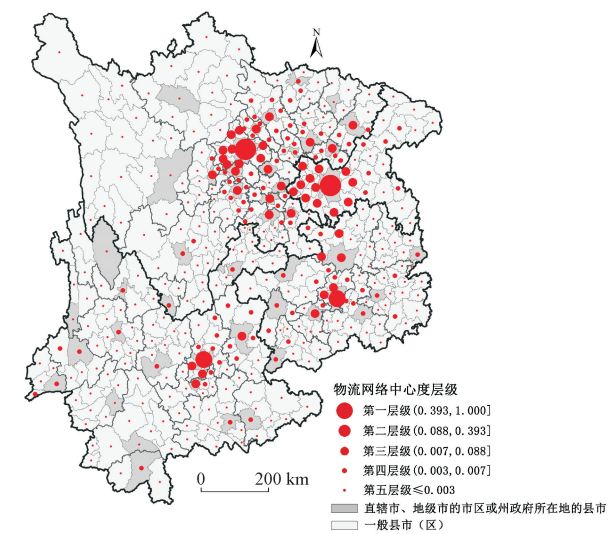 N
物流网络中心度层级
第一层级(0.393,1.000]
第二层级(0.088,0.393]
第三层级(0.007,0.088]
第四层级(0.003,0.007]
第五层级≤0.003
0 200 km
直辖市、地级市的市区或州政府所在地的县市
一般县市（区）